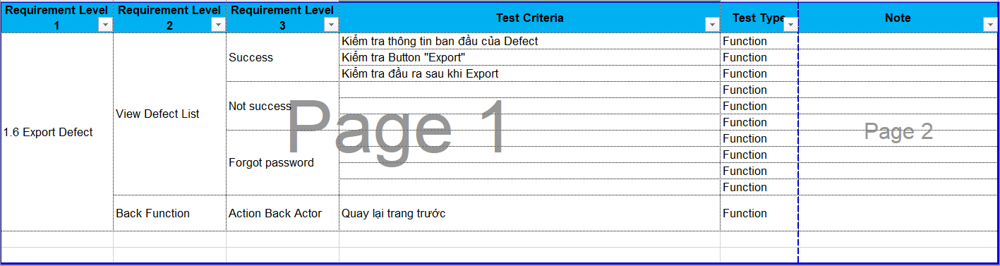 Requirement Level 1 Requirement Level 2 Requirement Level 3 Test Criteria Test Type Note
Kiểm tra thông tin ban đầu của Defect Function
Success Kiểm tra Button "Export" Function
Kiểm tra đầu ra sau khi Export Function
Function
Not success Function
View Defect List
Function
1.6 Export Defect Page 1 Function Page 2
Function
Forgot password
Function
Function
Back Function Action Back Actor Quay lại trang trước Function